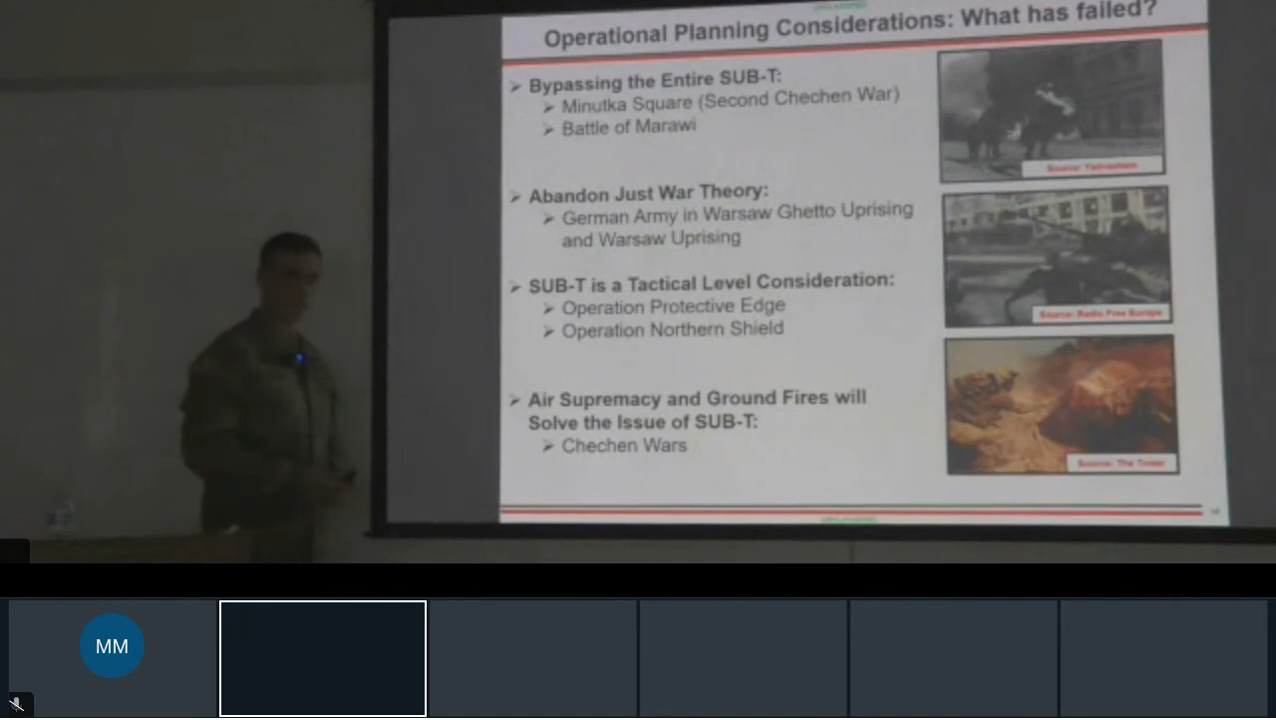 Operational Planning Considerations: What has failed?
➢ Bypassing the Entire SUB-T:
➢ Minutka Square (Second Chechen War)
➢ Battle of Marawi
➢ Abandon Just War Theory:
➢ German Army in Warsaw Ghetto Uprising
and Warsaw Uprising
➢ SUB-T is a Tactical Level Consideration:
➢ Operation Protective Edge
➢ Operation Northern Shield
➢ Air Supremacy and Ground Fires will
Solve the Issue of SUB-T:
➢ Chechen Wars
Source:
Source: Radio Free Europe
Source: The Tower
MM